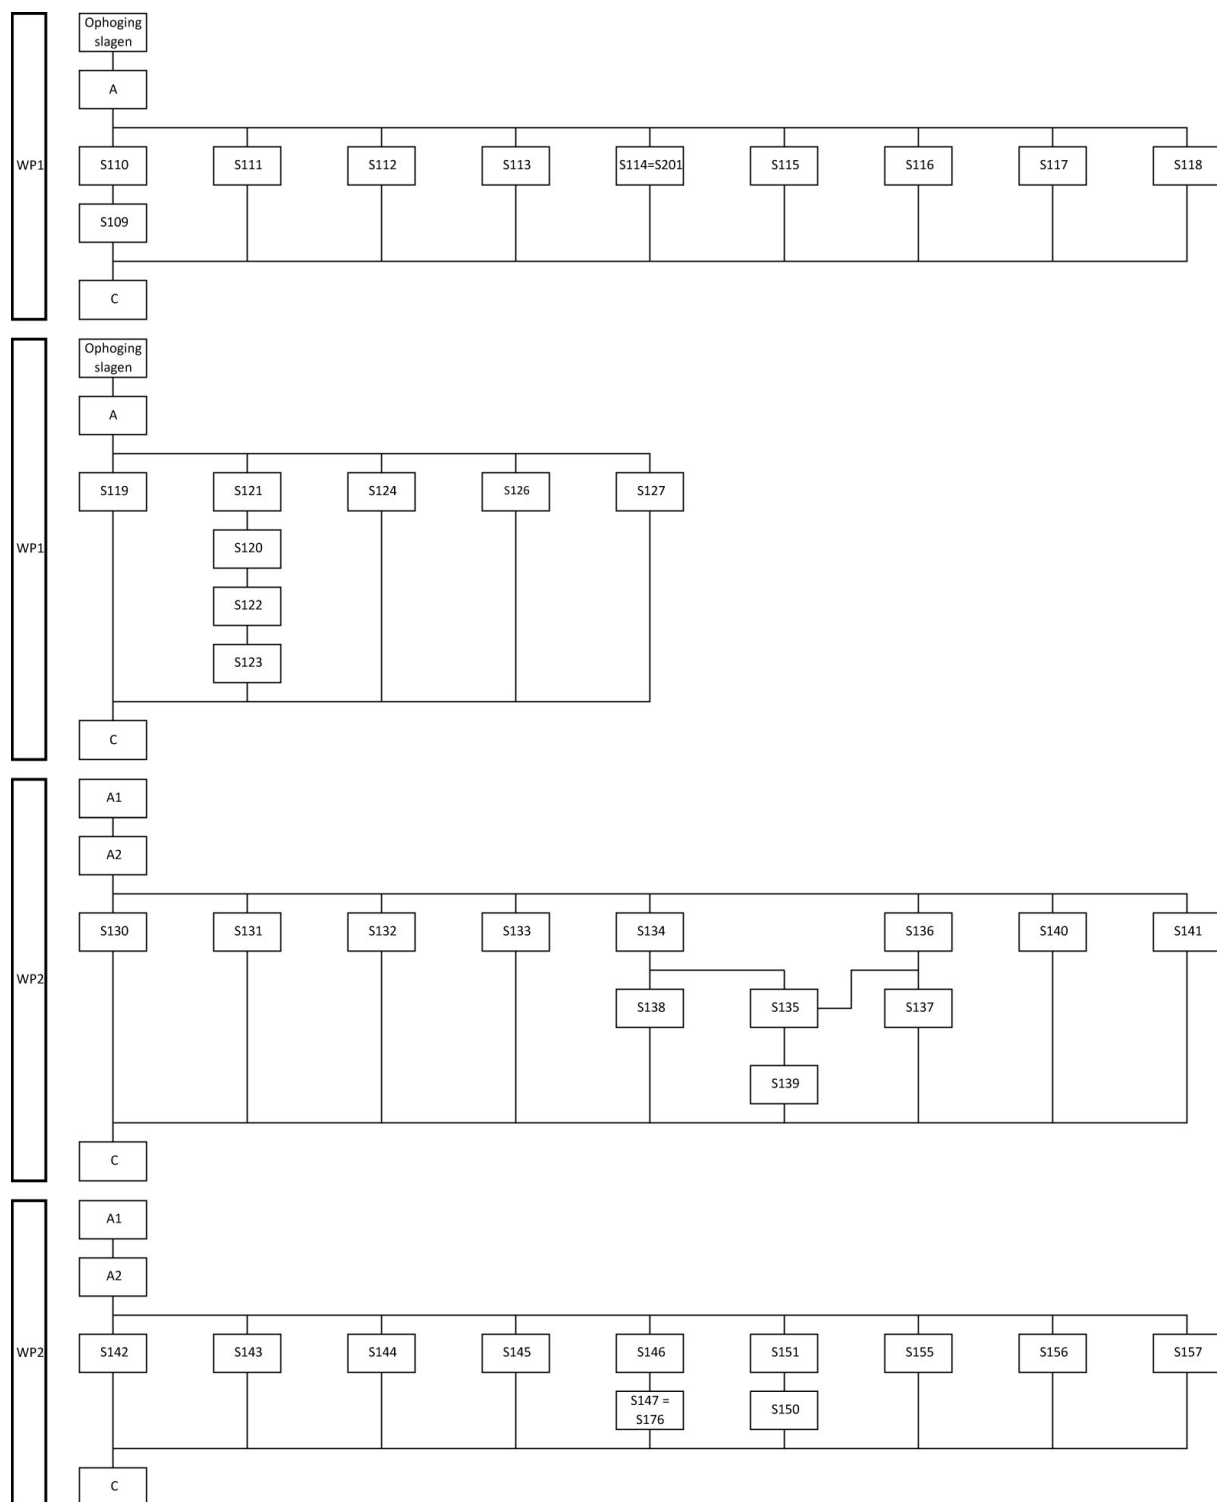 Ophoging
slagen
A
WP1
S110
S111
S112
S113
S114=S201
S115
S116
S117
S118
S109
C
Ophoging
slagen
A
S119
S121
S124
S126
S127
WP1
S120
S122
S123
C
A1
A2
S130
S131
S132
S133
S134
S136
S140
S141
WP2
S138
S135
S137
S139
C
A1
A2
WP2
S142
S143
S144
S145
S146
S151
S155
S156
S157
S147 =
S176
S150
C